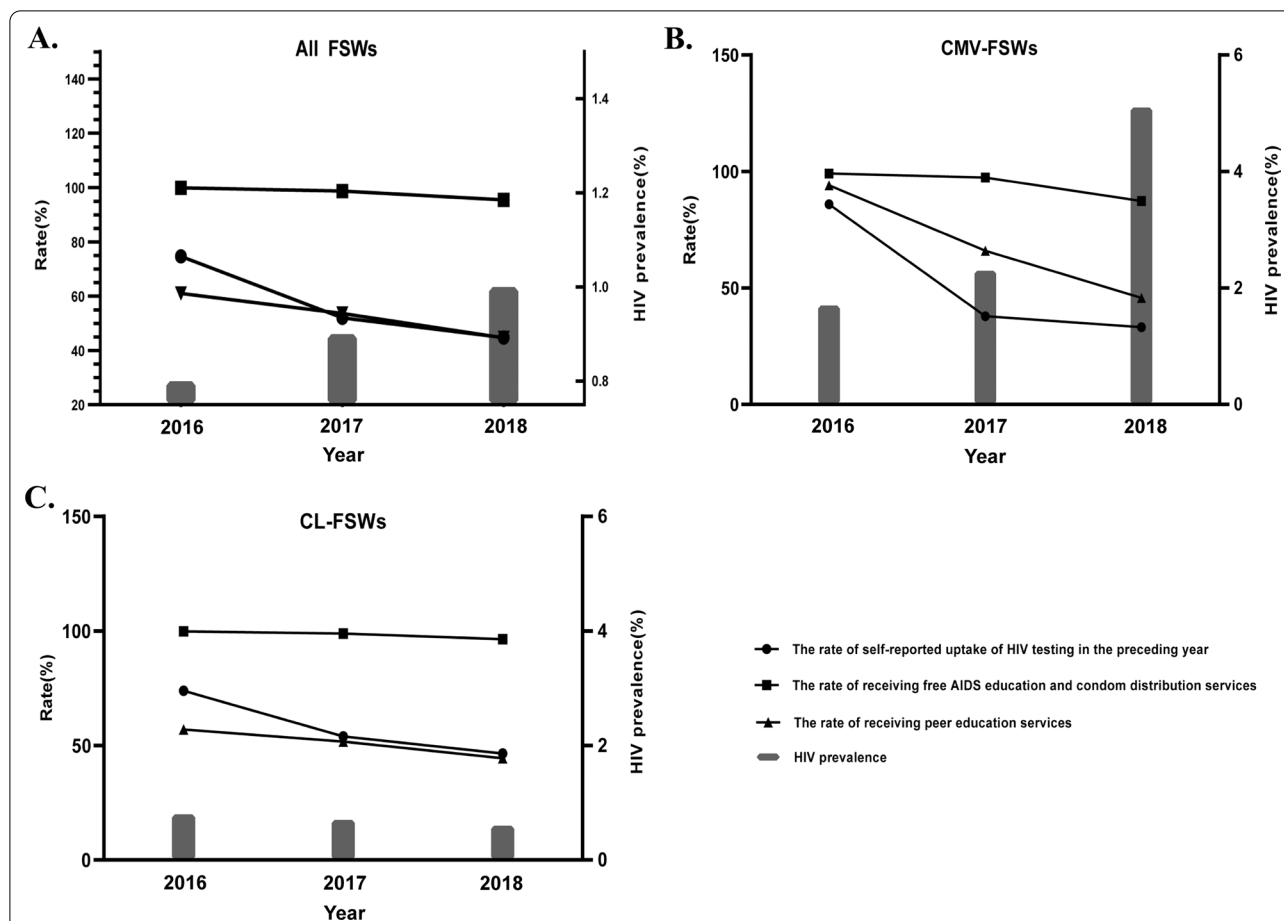 A.
All FSWs
140
120
100
80
60
40
20
Rate(%)
1.4
1.2
1.0
0.8
HIV prevalence(%)
2016
2017
2018
Year
B.
CMV-FSWs
150
100
50
0
Rate(%)
6
4
2
0
HIV prevalence(%)
2016
2017
2018
Year
C.
CL-FSWs
150
100
50
0
Rate(%)
6
4
2
0
HIV prevalence(%)
2016
2017
2018
Year
The rate of self-reported uptake of HIV testing in the preceding year
The rate of receiving free AIDS education and condom distribution services
The rate of receiving peer education services
HIV prevalence